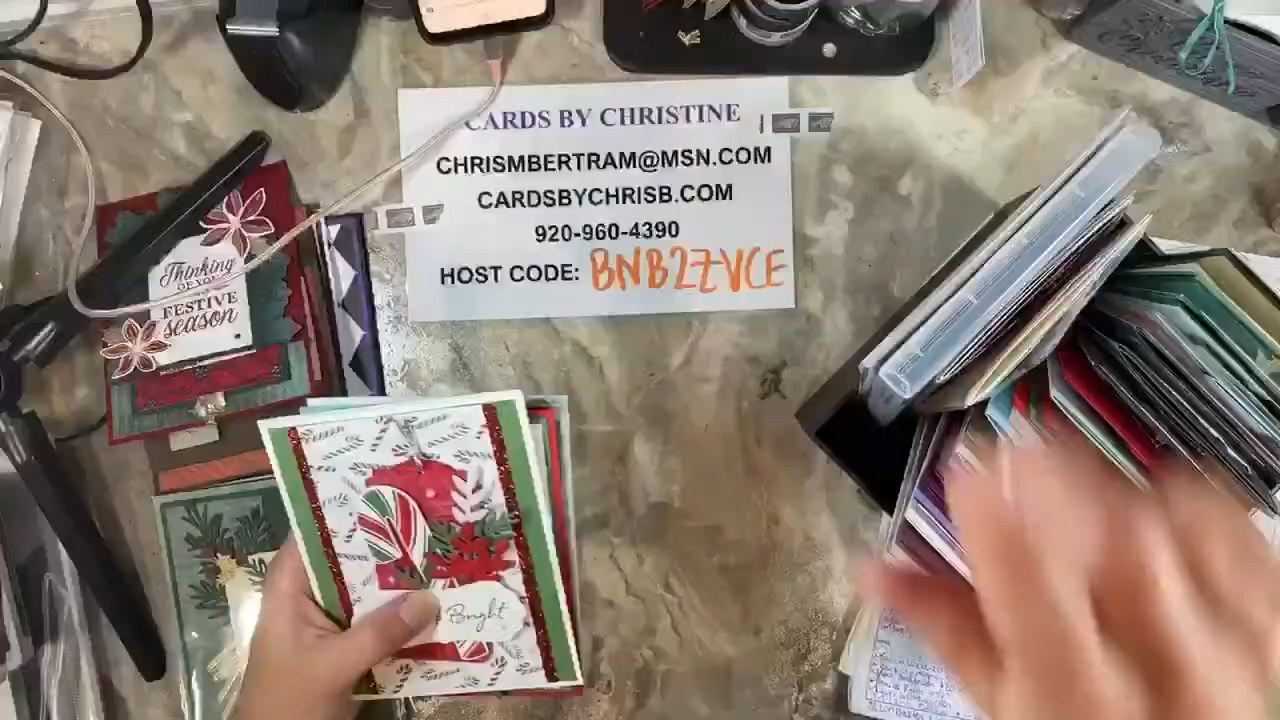 CARDS BY CHRISTINE
CHRISMBERTRAM@MSN.COM
CARDSBYCHRISB.COM
920-960-4390
HOST CODE: BNB2ZVCE
Thinking
OF YOU
FESTIVE
season
Bright